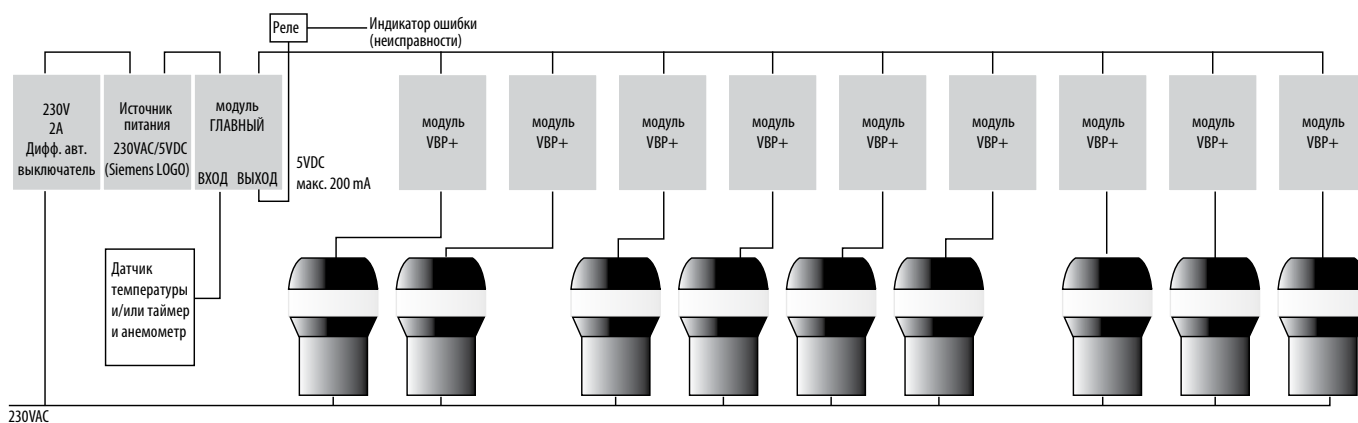 Реле
Индикатор ошибки
(неисправности)
230V
2A
Дифф. авт.
выключатель
Источник
питания
230VAC/5VDC
(Siemens LOGO)
модуль
ГЛАВНЫЙ
ВХОД ВЫХОД
5VDC
макс. 200 mA
модуль
VBP+
модуль
VBP+
модуль
VBP+
модуль
VBP+
модуль
VBP+
модуль
VBP+
модуль
VBP+
модуль
VBP+
модуль
VBP+
Датчик
температуры
и/или таймер
и анемометр
230VAC